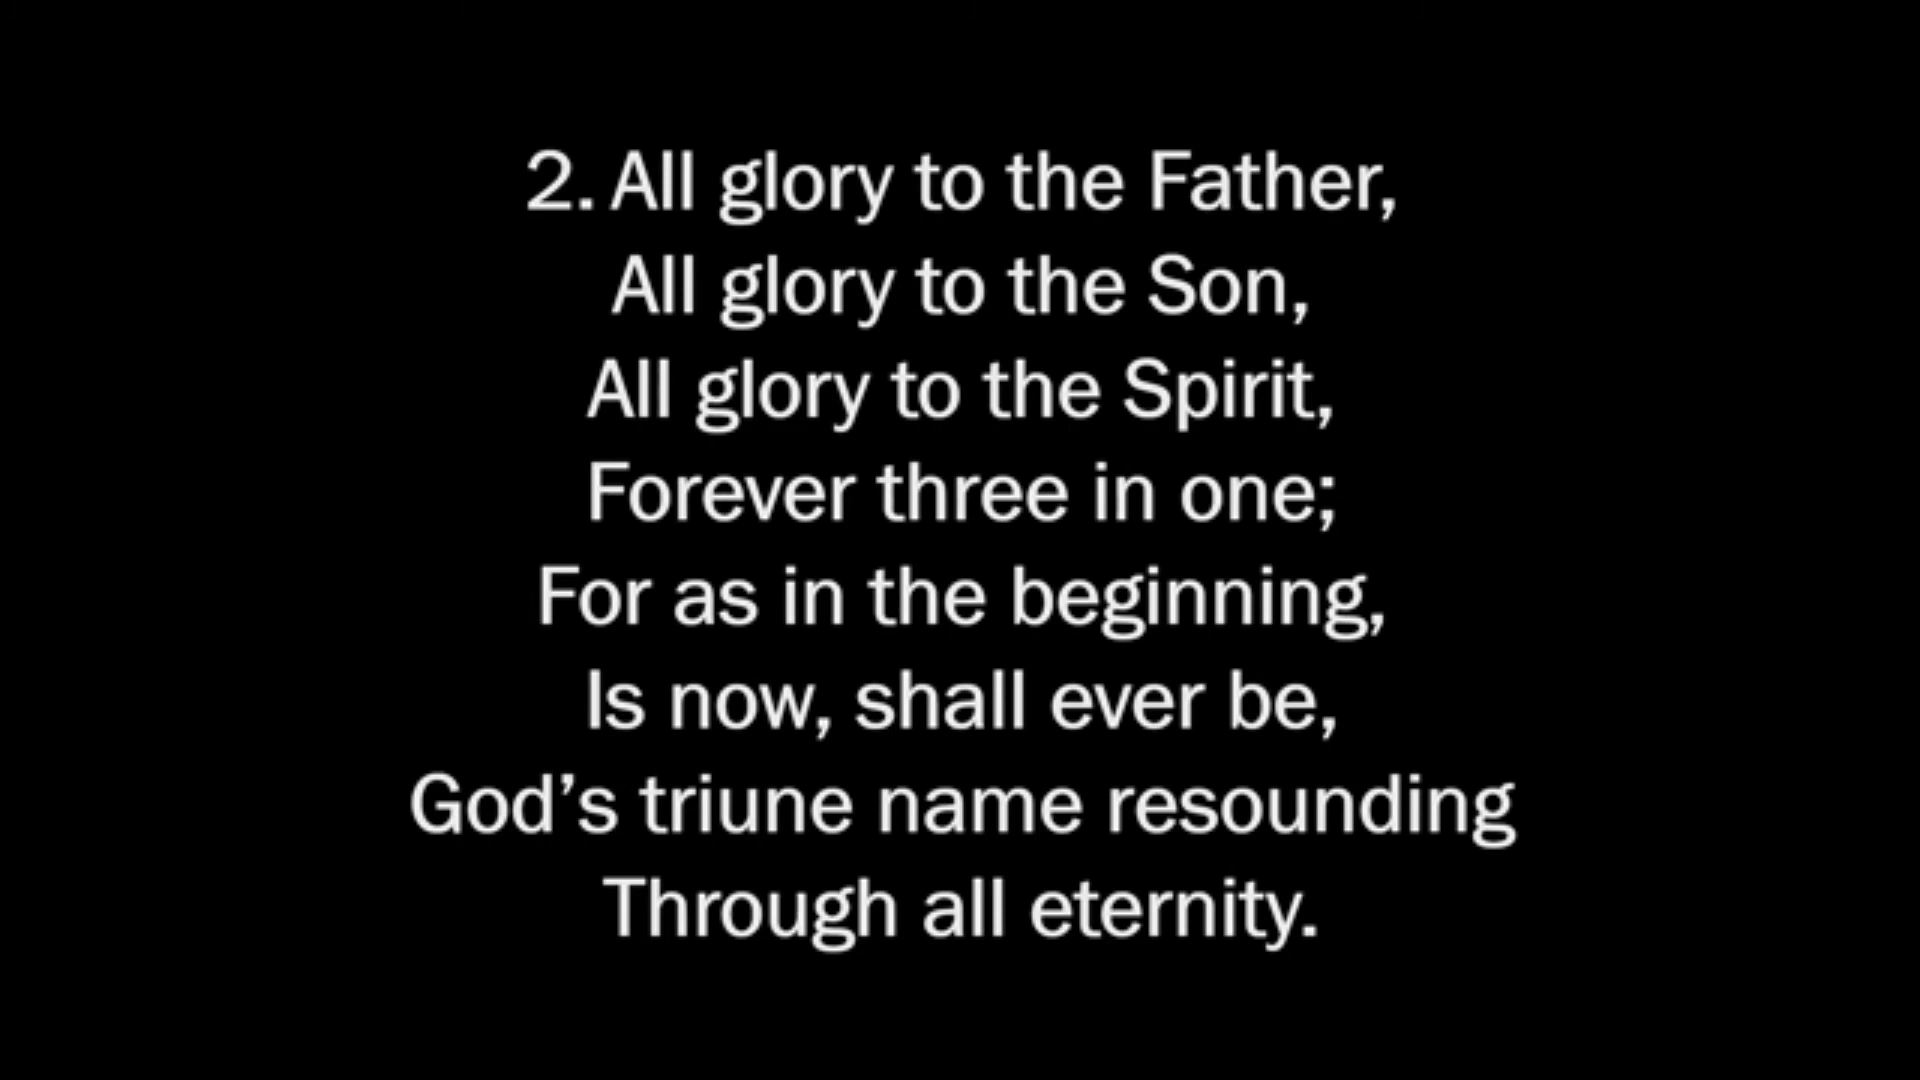 2. All glory to the Father,
All glory to the Son,
All glory to the Spirit,
Forever three in one;
For as in the beginning,
Is now, shall ever be,
God’s triune name resounding
Through all eternity.